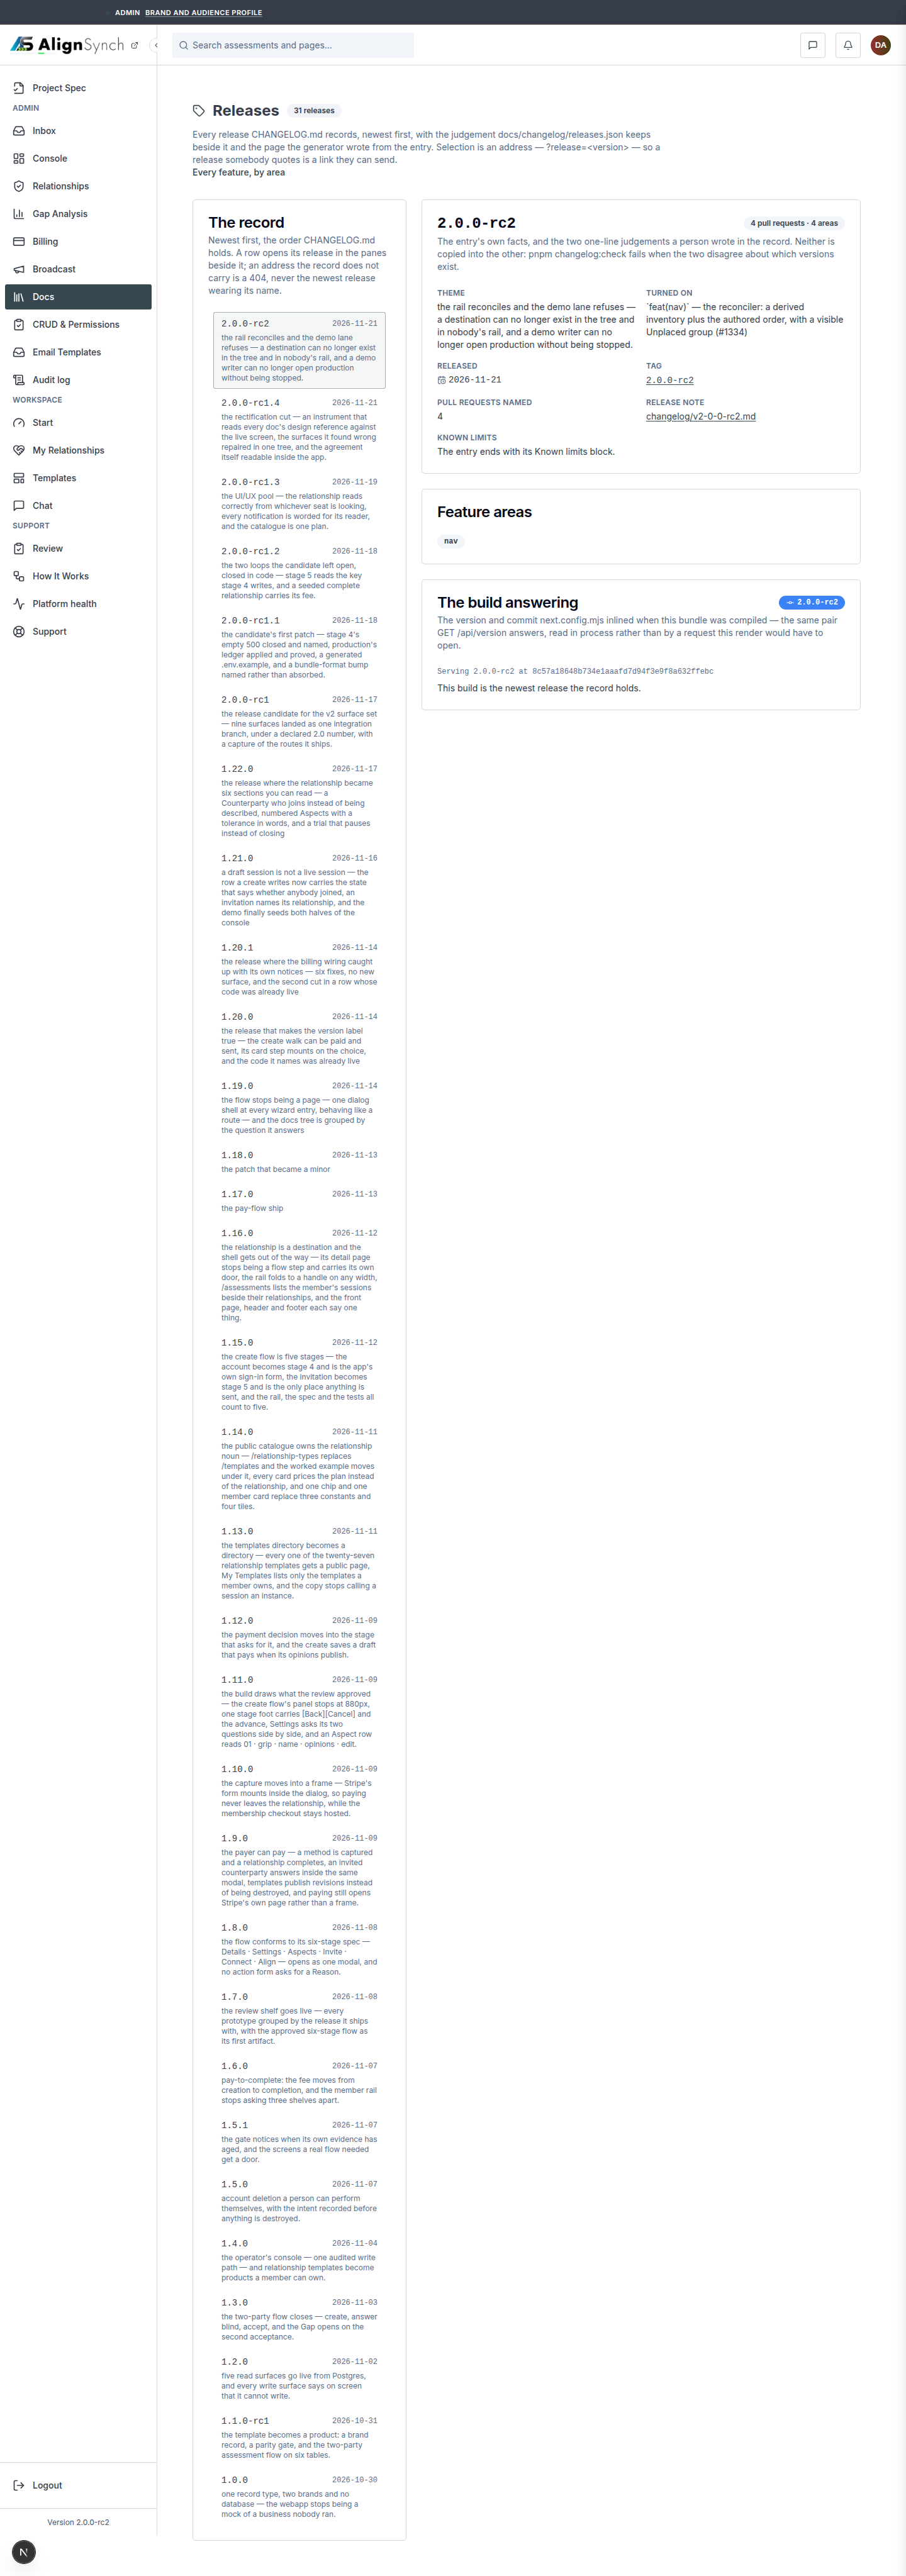 ADMIN BRAND AND AUDIENCE PROFILE
AlignSynch
Search assessments and pages...
DA
Project Spec
ADMIN
Inbox
Console
Relationships
Gap Analysis
Billing
Broadcast
Docs
CRUD & Permissions
Email Templates
Audit log
WORKSPACE
Start
My Relationships
Templates
Chat
SUPPORT
Review
How It Works
Platform health
Support
Logout
Version 2.0.0-rc2
N
Releases 31 releases
Every release CHANGELOG.md records, newest first, with the judgement docs/changelog/releases.json keeps
beside it and the page the generator wrote from the entry. Selection is an address — ?release=<version> — so a
release somebody quotes is a link they can send.
Every feature, by area
The record
Newest first, the order CHANGELOG.md
holds. A row opens its release in the panes
beside it; an address the record does not
carry is a 404, never the newest release
wearing its name.
2.0.0-rc2 2026-11-21
the rail reconciles and the demo lane
refuses — a destination can no longer exist
in the tree and in nobody's rail, and a demo
writer can no longer open production
without being stopped.
2.0.0-rc1.4 2026-11-21
the rectification cut — an instrument that
reads every doc's design reference against
the live screen, the surfaces it found wrong
repaired in one tree, and the agreement
itself readable inside the app.
2.0.0-rc1.3 2026-11-19
the UI/UX pool — the relationship reads
correctly from whichever seat is looking,
every notification is worded for its reader,
and the catalogue is one plan.
2.0.0-rc1.2 2026-11-18
the two loops the candidate left open,
closed in code — stage 5 reads the key
stage 4 writes, and a seeded complete
relationship carries its fee.
2.0.0-rc1.1 2026-11-18
the candidate's first patch — stage 4's
empty 500 closed and named, production's
ledger applied and proved, a generated
.env.example, and a bundle-format bump
named rather than absorbed.
2.0.0-rc1 2026-11-17
the release candidate for the v2 surface set
— nine surfaces landed as one integration
branch, under a declared 2.0 number, with
a capture of the routes it ships.
1.22.0 2026-11-17
the release where the relationship became
six sections you can read — a
Counterparty who joins instead of being
described, numbered Aspects with a
tolerance in words, and a trial that pauses
instead of closing
1.21.0 2026-11-16
a draft session is not a live session — the
row a create writes now carries the state
that says whether anybody joined, an
invitation names its relationship, and the
demo finally seeds both halves of the
console
1.20.1 2026-11-14
the release where the billing wiring caught
up with its own notices — six fixes, no new
surface, and the second cut in a row whose
code was already live
1.20.0 2026-11-14
the release that makes the version label
true — the create walk can be paid and
sent, its card step mounts on the choice,
and the code it names was already live
1.19.0 2026-11-14
the flow stops being a page — one dialog
shell at every wizard entry, behaving like a
route — and the docs tree is grouped by
the question it answers
1.18.0 2026-11-13
the patch that became a minor
1.17.0 2026-11-13
the pay-flow ship
1.16.0 2026-11-12
the relationship is a destination and the
shell gets out of the way — its detail page
stops being a flow step and carries its own
door, the rail folds to a handle on any width,
/assessments lists the member's sessions
beside their relationships, and the front
page, header and footer each say one
thing.
1.15.0 2026-11-12
the create flow is five stages — the
account becomes stage 4 and is the app's
own sign-in form, the invitation becomes
stage 5 and is the only place anything is
sent, and the rail, the spec and the tests all
count to five.
1.14.0 2026-11-11
the public catalogue owns the relationship
noun — /relationship-types replaces
/templates and the worked example moves
under it, every card prices the plan instead
of the relationship, and one chip and one
member card replace three constants and
four tiles.
1.13.0 2026-11-11
the templates directory becomes a
directory — every one of the twenty-seven
relationship templates gets a public page,
My Templates lists only the templates a
member owns, and the copy stops calling a
session an instance.
1.12.0 2026-11-09
the payment decision moves into the stage
that asks for it, and the create saves a draft
that pays when its opinions publish.
1.11.0 2026-11-09
the build draws what the review approved
— the create flow's panel stops at 880px,
one stage foot carries [Back][Cancel] and
the advance, Settings asks its two
questions side by side, and an Aspect row
reads 01 · grip · name · opinions · edit.
1.10.0 2026-11-09
the capture moves into a frame — Stripe's
form mounts inside the dialog, so paying
never leaves the relationship, while the
membership checkout stays hosted.
1.9.0 2026-11-09
the payer can pay — a method is captured
and a relationship completes, an invited
counterparty answers inside the same
modal, templates publish revisions instead
of being destroyed, and paying still opens
Stripe's own page rather than a frame.
1.8.0 2026-11-08
the flow conforms to its six-stage spec —
Details · Settings · Aspects · Invite ·
Connect · Align — opens as one modal, and
no action form asks for a Reason.
1.7.0 2026-11-08
the review shelf goes live — every
prototype grouped by the release it ships
with, with the approved six-stage flow as
its first artifact.
1.6.0 2026-11-07
pay-to-complete: the fee moves from
creation to completion, and the member rail
stops asking three shelves apart.
1.5.1 2026-11-07
the gate notices when its own evidence has
aged, and the screens a real flow needed
get a door.
1.5.0 2026-11-07
account deletion a person can perform
themselves, with the intent recorded before
anything is destroyed.
1.4.0 2026-11-04
the operator's console — one audited write
path — and relationship templates become
products a member can own.
1.3.0 2026-11-03
the two-party flow closes — create, answer
blind, accept, and the Gap opens on the
second acceptance.
1.2.0 2026-11-02
five read surfaces go live from Postgres,
and every write surface says on screen
that it cannot write.
1.1.0-rc1 2026-10-31
the template becomes a product: a brand
record, a parity gate, and the two-party
assessment flow on six tables.
1.0.0 2026-10-30
one record type, two brands and no
database — the webapp stops being a
mock of a business nobody ran.
2.0.0-rc2 4 pull requests · 4 areas
The entry's own facts, and the two one-line judgements a person wrote in the record. Neither is
copied into the other: pnpm changelog:check fails when the two disagree about which versions
exist.
THEME
the rail reconciles and the demo lane refuses —
a destination can no longer exist in the tree and
in nobody's rail, and a demo writer can no
longer open production without being stopped.
TURNED ON
`feat(nav)` — the reconciler: a derived
inventory plus the authored order, with a visible
Unplaced group (#1334)
RELEASED
2026-11-21
TAG
2.0.0-rc2
PULL REQUESTS NAMED
4
RELEASE NOTE
changelog/v2-0-0-rc2.md
KNOWN LIMITS
The entry ends with its Known limits block.
Feature areas
nav
The build answering 2.0.0-rc2
The version and commit next.config.mjs inlined when this bundle was compiled — the same pair
GET /api/version answers, read in process rather than by a request this render would have to
open.
Serving 2.0.0-rc2 at 8c57a18648b734e1aaafd7d94f3e9f8a632ffebc
This build is the newest release the record holds.